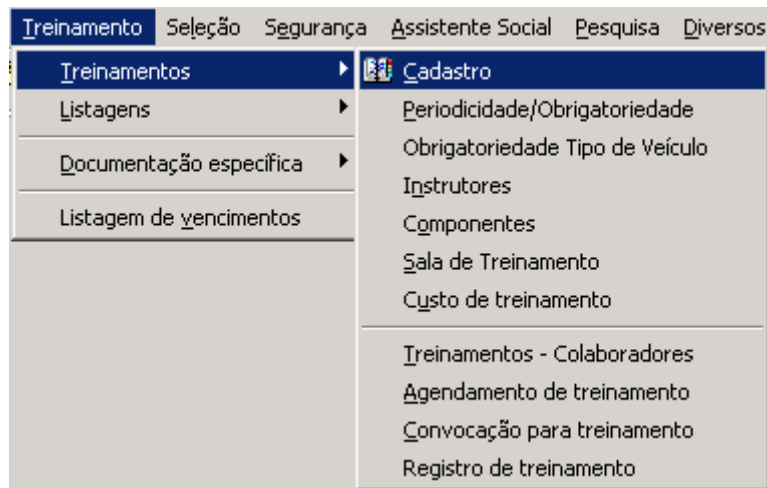 Treinamento Seleção Segurança Assistente Social Pesquisa Diversos
Treinamentos
Listagens
Documentação específica
Listagem de vencimentos
Cadastro
Periodicidade/Obrigatoriedade
Obrigatoriedade Tipo de Veículo
Instrutores
Componentes
Sala de Treinamento
Custo de treinamento
Treinamentos - Colaboradores
Agendamento de treinamento
Convocação para treinamento
Registro de treinamento